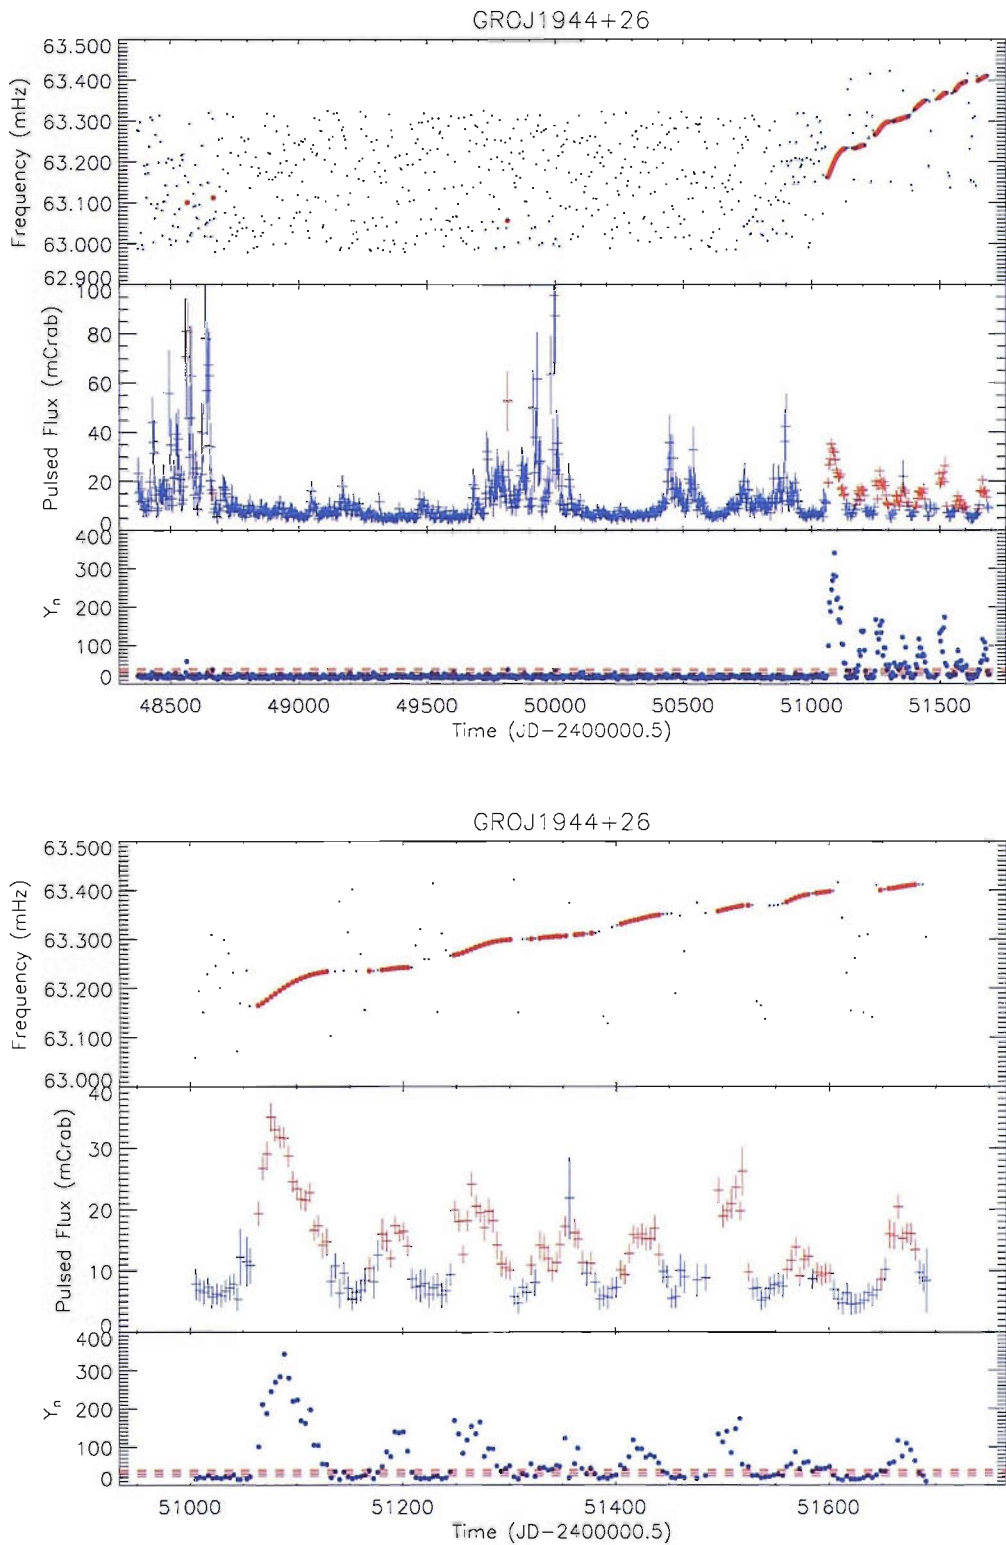 GROJ1944+26
Frequency (mHz)
63.500
63.400
63.300
63.200
63.100
63.000
62.900
Pulsed Flux (mCrab)
100
80
60
40
20
0
Yn
400
300
200
100
0
48500 49000 49500 50000 50500 51000 51500
Time (JD-2400000.5)
GROJ1944+26
Frequency (mHz)
63.500
63.400
63.300
63.200
63.100
63.000
Pulsed Flux (mCrab)
40
30
20
10
0
Yn
400
300
200
100
0
51000 51200 51400 51600
Time (JD-2400000.5)